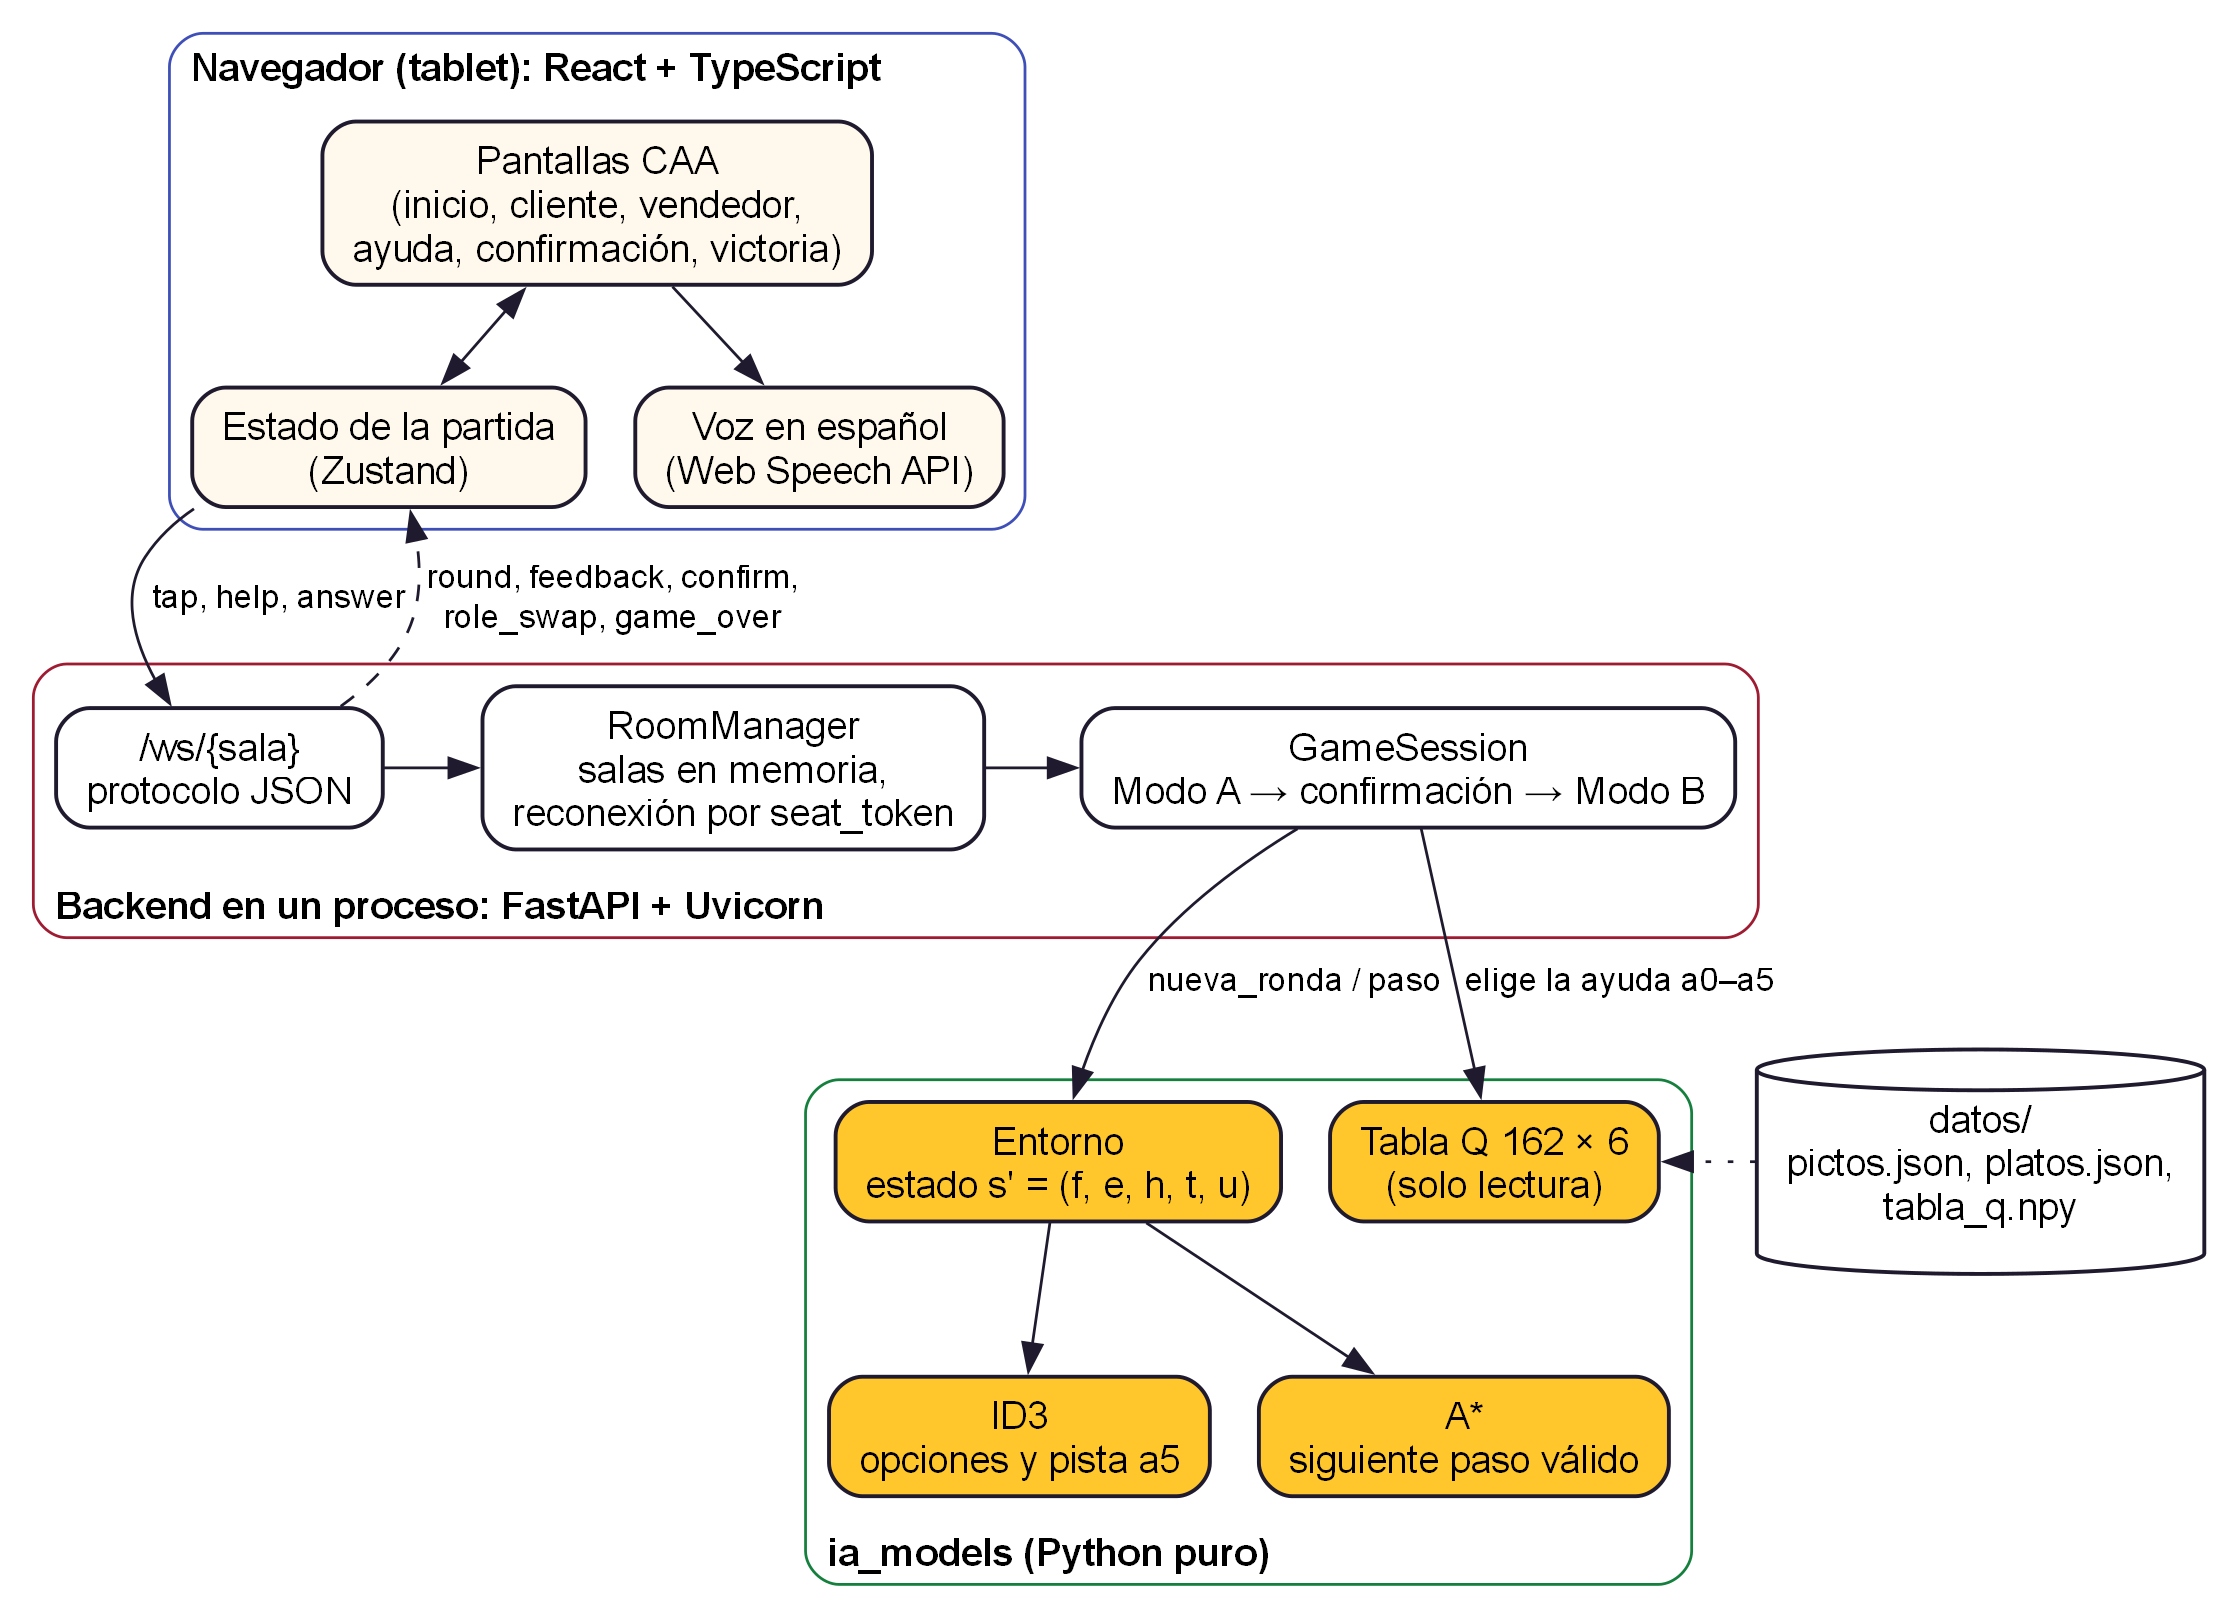 Navegador (tablet): React + TypeScript
Pantallas CAA
(inicio, cliente, vendedor,
ayuda, confirmación, victoria)
Estado de la partida
(Zustand)
Voz en español
(Web Speech API)
tap, help, answer
round, feedback, confirm,
role_swap, game_over
/ws/{sala}
protocolo JSON
RoomManager
salas en memoria,
reconexión por seat_token
GameSession
Modo A → confirmación → Modo B
Backend en un proceso: FastAPI + Uvicorn
nueva_ronda / paso
elige la ayuda a0–a5
Entorno
estado s' = (f, e, h, t, u)
Tabla Q 162 × 6
(solo lectura)
datos/
pictos.json, platos.json,
tabla_q.npy
ID3
opciones y pista a5
A*
siguiente paso válido
ia_models (Python puro)